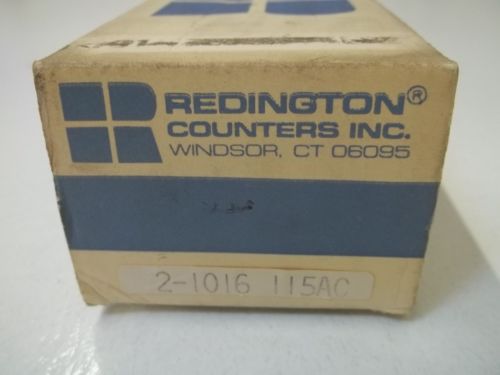 REDINGTON®
COUNTERS INC.
WINDSOR, CT 06095
2-1016 115AC